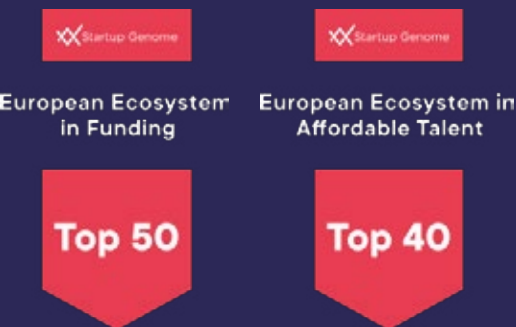 Startup Genome
European Ecosystem
in Funding
Top 50
Startup Genome
European Ecosystem in
Affordable Talent
Top 40